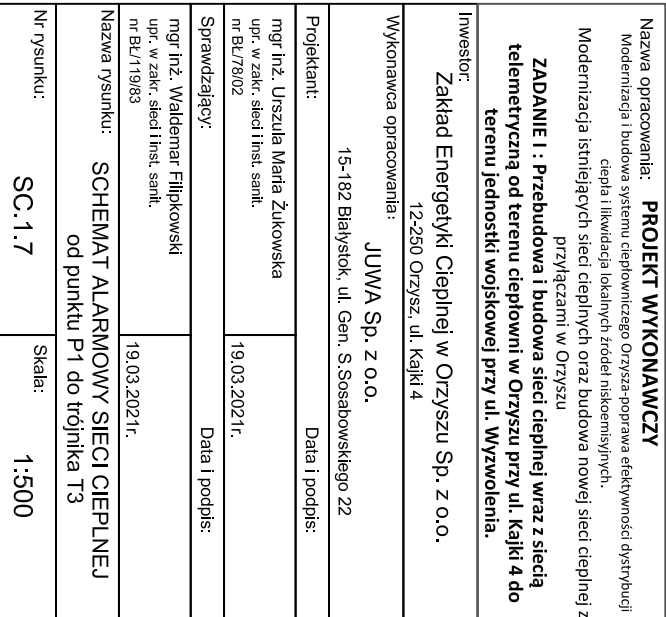 Nazwa opracowania: PROJEKT WYKONAWCZY
Modernizacja i budowa systemu ciepłowniczego Orzysza-poprawa efektywności dystrybucji
ciepła i likwidacja lokalnych źródeł niskoemisyjnych.
Modernizacja istniejących sieci cieplnych oraz budowa nowej sieci cieplnej z
przyłączami w Orzyszu
ZADANIE I : Przebudowa i budowa sieci cieplnej wraz z siecią
telemetryczną od terenu ciepłowni w Orzyszu przy ul. Kajki 4 do
terenu jednostki wojskowej przy ul. Wyzwolenia.
Inwestor:
Zakład Energetyki Cieplnej w Orzyszu Sp. z o.o.
12-250 Orzysz, ul. Kajki 4
Wykonawca opracowania:
JUWA Sp. z o.o.
15-182 Białystok, ul. Gen. S.Sosabowskiego 22
Projektant: Data i podpis:
mgr inż. Urszula Maria Żukowska
upr. w zakr. sieci i inst. sanit.
nr BŁ/78/02
19.03.2021r.
Sprawdzający: Data i podpis:
mgr inż. Waldemar Filipkowski
upr. w zakr. sieci i inst. sanit.
nr BŁ/119/83
19.03.2021r.
Nazwa rysunku: SCHEMAT ALARMOWY SIECI CIEPLNEJ
od punktu P1 do trójnika T3
Nr rysunku: Skala:
SC.1.7 1:500